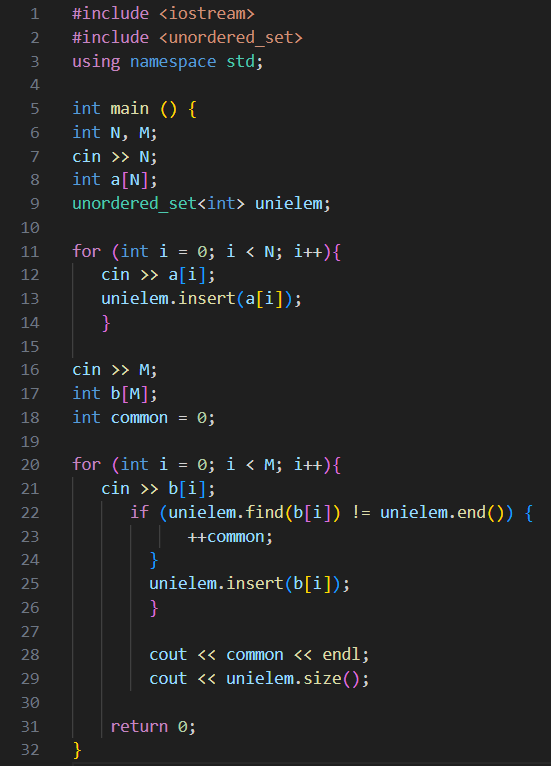 1 #include <iostream>
2 #include <unordered_set>
3 using namespace std;
4
5 int main () {
6 int N, M;
7 cin >> N;
8 int a[N];
9 unordered_set<int> unielem;
10
11 for (int i = 0; i < N; i++){
12    cin >> a[i];
13    unielem.insert(a[i]);
14    }
15
16 cin >> M;
17 int b[M];
18 int common = 0;
19
20 for (int i = 0; i < M; i++){
21    cin >> b[i];
22       if (unielem.find(b[i]) != unielem.end()) {
23             ++common;
24         }
25         unielem.insert(b[i]);
26         }
27
28         cout << common << endl;
29         cout << unielem.size();
30
31     return 0;
32 }